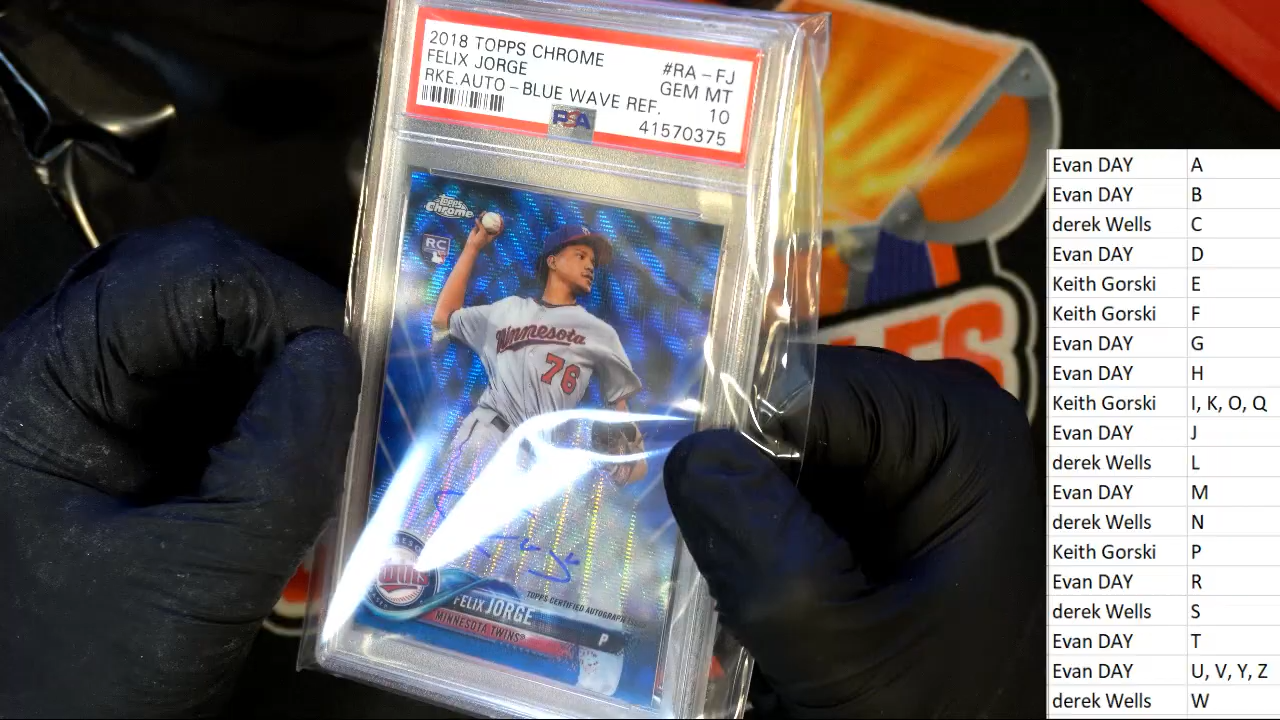 2018 TOPPS CHROME
FELIX JORGE
RKE.AUTO-BLUE WAVE REF.
#RA-FJ
GEM MT
10
41570375
PSA
Topps
Chrome
RC
Minnesota
76
TWINS
TOPPS CERTIFIED AUTOGRAPH ISSUE
FELIX JORGE
MINNESOTA TWINS®
P
Evan DAY A
Evan DAY B
derek Wells C
Evan DAY D
Keith Gorski E
Keith Gorski F
Evan DAY G
Evan DAY H
Keith Gorski I, K, O, Q
Evan DAY J
derek Wells L
Evan DAY M
derek Wells N
Keith Gorski P
Evan DAY R
derek Wells S
Evan DAY T
Evan DAY U, V, Y, Z
derek Wells W